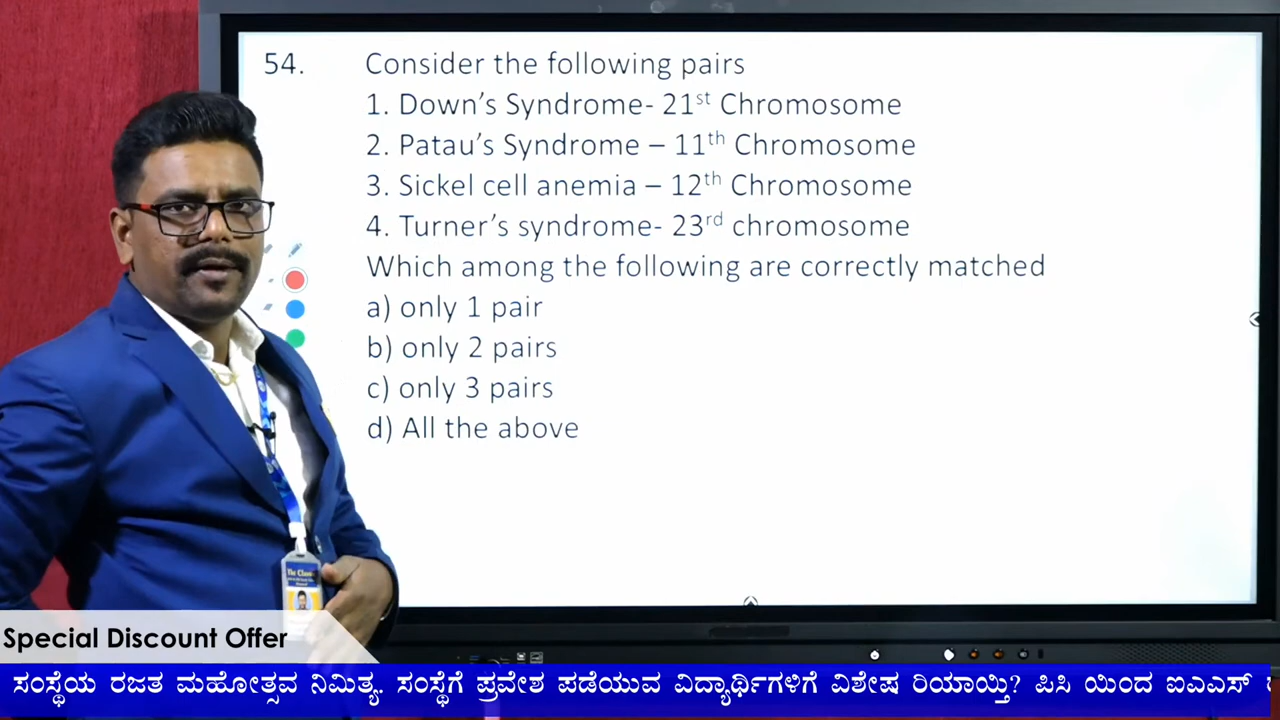 54. Consider the following pairs
1. Down's Syndrome- 21st Chromosome
2. Patau's Syndrome – 11th Chromosome
3. Sickel cell anemia – 12th Chromosome
4. Turner's syndrome- 23rd chromosome
Which among the following are correctly matched
a) only 1 pair
b) only 2 pairs
c) only 3 pairs
d) All the above
Special Discount Offer
ಸಂಸ್ಥೆಯ ರಜತ ಮಹೋತ್ಸವ ನಿಮಿತ್ಯ. ಸಂಸ್ಥೆಗೆ ಪ್ರವೇಶ ಪಡೆಯುವ ವಿದ್ಯಾರ್ಥಿಗಳಿಗೆ ವಿಶೇಷ ರಿಯಾಯ್ತಿ? ಪಿಸಿ ಯಿಂದ ಐಎಎಸ್